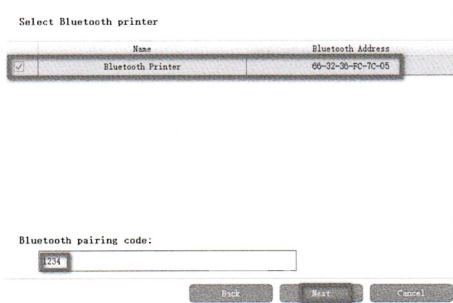 Select Bluetooth printer
Name Bluetooth Address
Bluetooth Printer 66-32-36-FC-7C-05
Bluetooth pairing code:
1234
Back Next Cancel